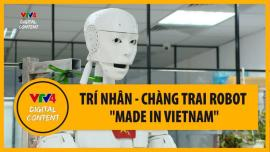 VTV4
DIGITAL
CONTENT
VTV4
DIGITAL
CONTENT
TRÍ NHÂN - CHÀNG TRAI ROBOT
"MADE IN VIETNAM"